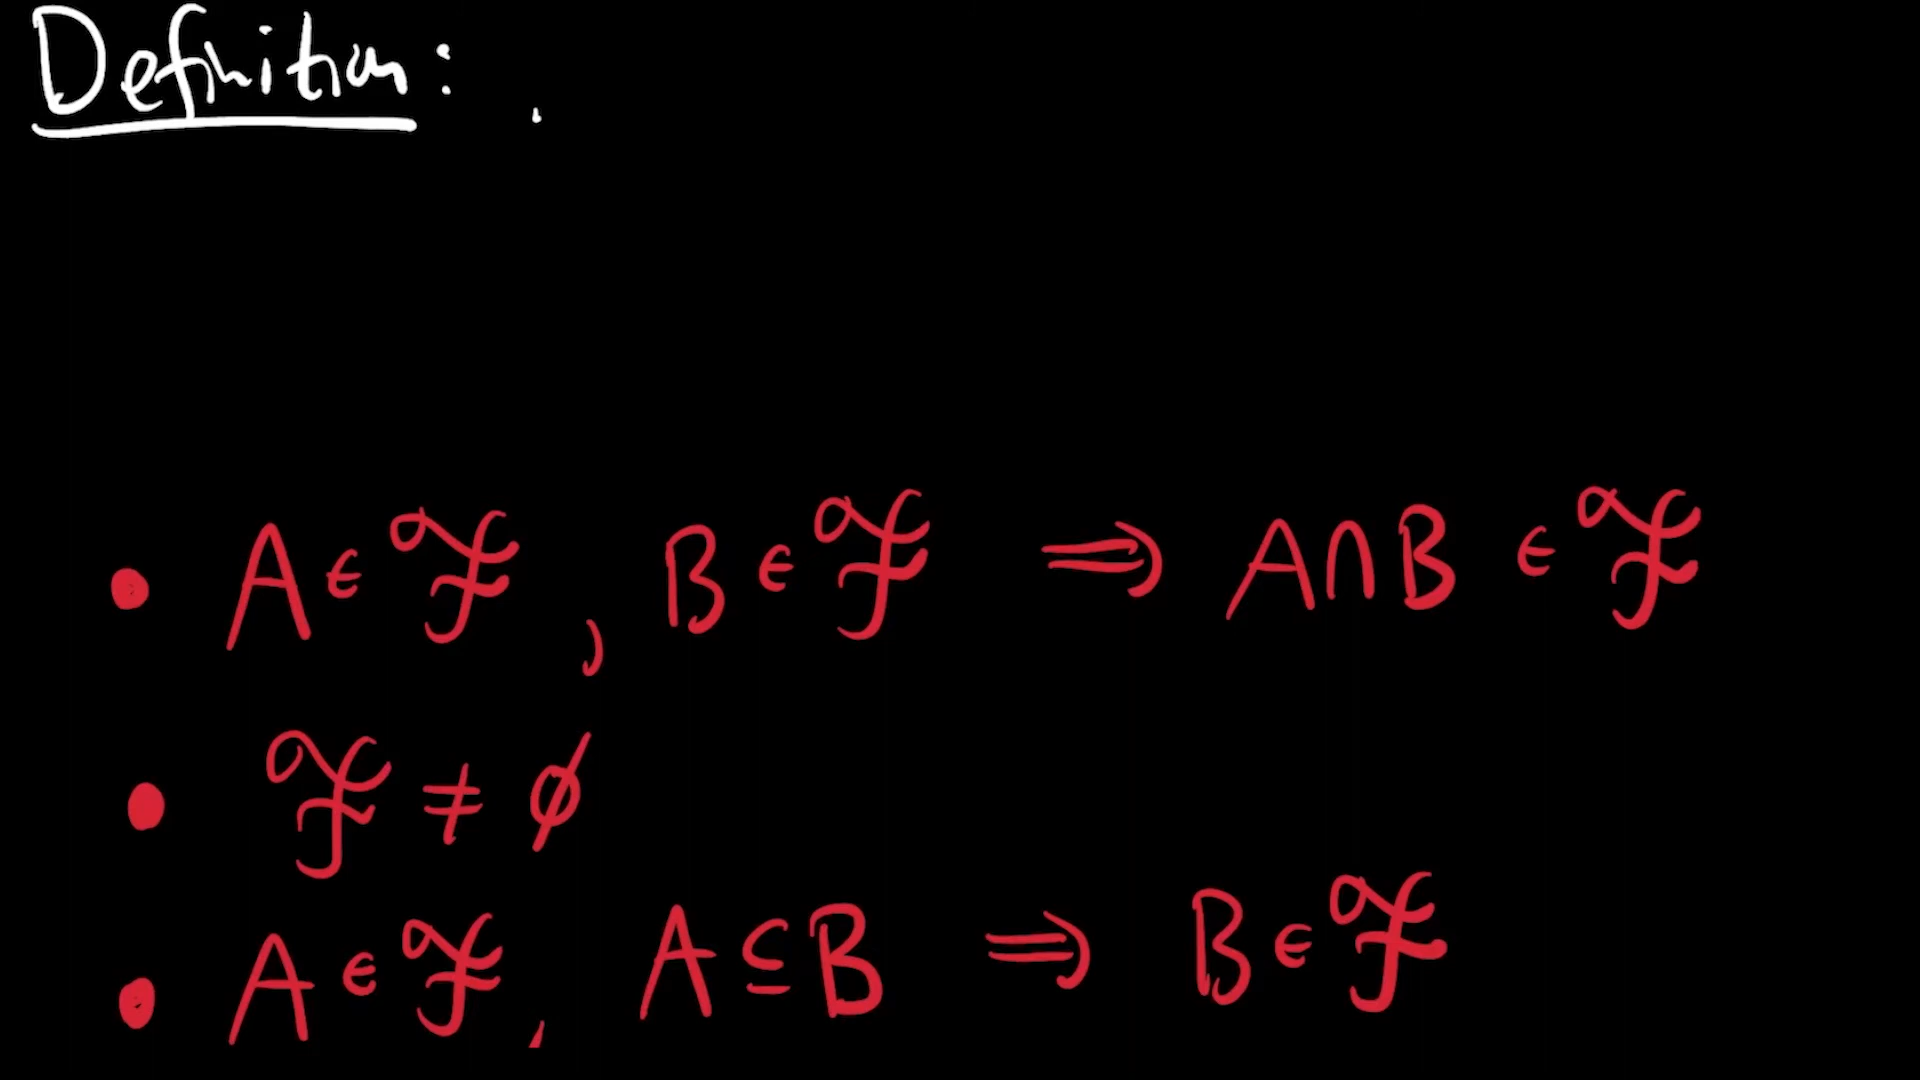 Definition:
• A ∈ ℱ, B ∈ ℱ ⇒ A ∩ B ∈ ℱ
• ℱ ≠ ∅
• A ∈ ℱ, A ⊆ B ⇒ B ∈ ℱ